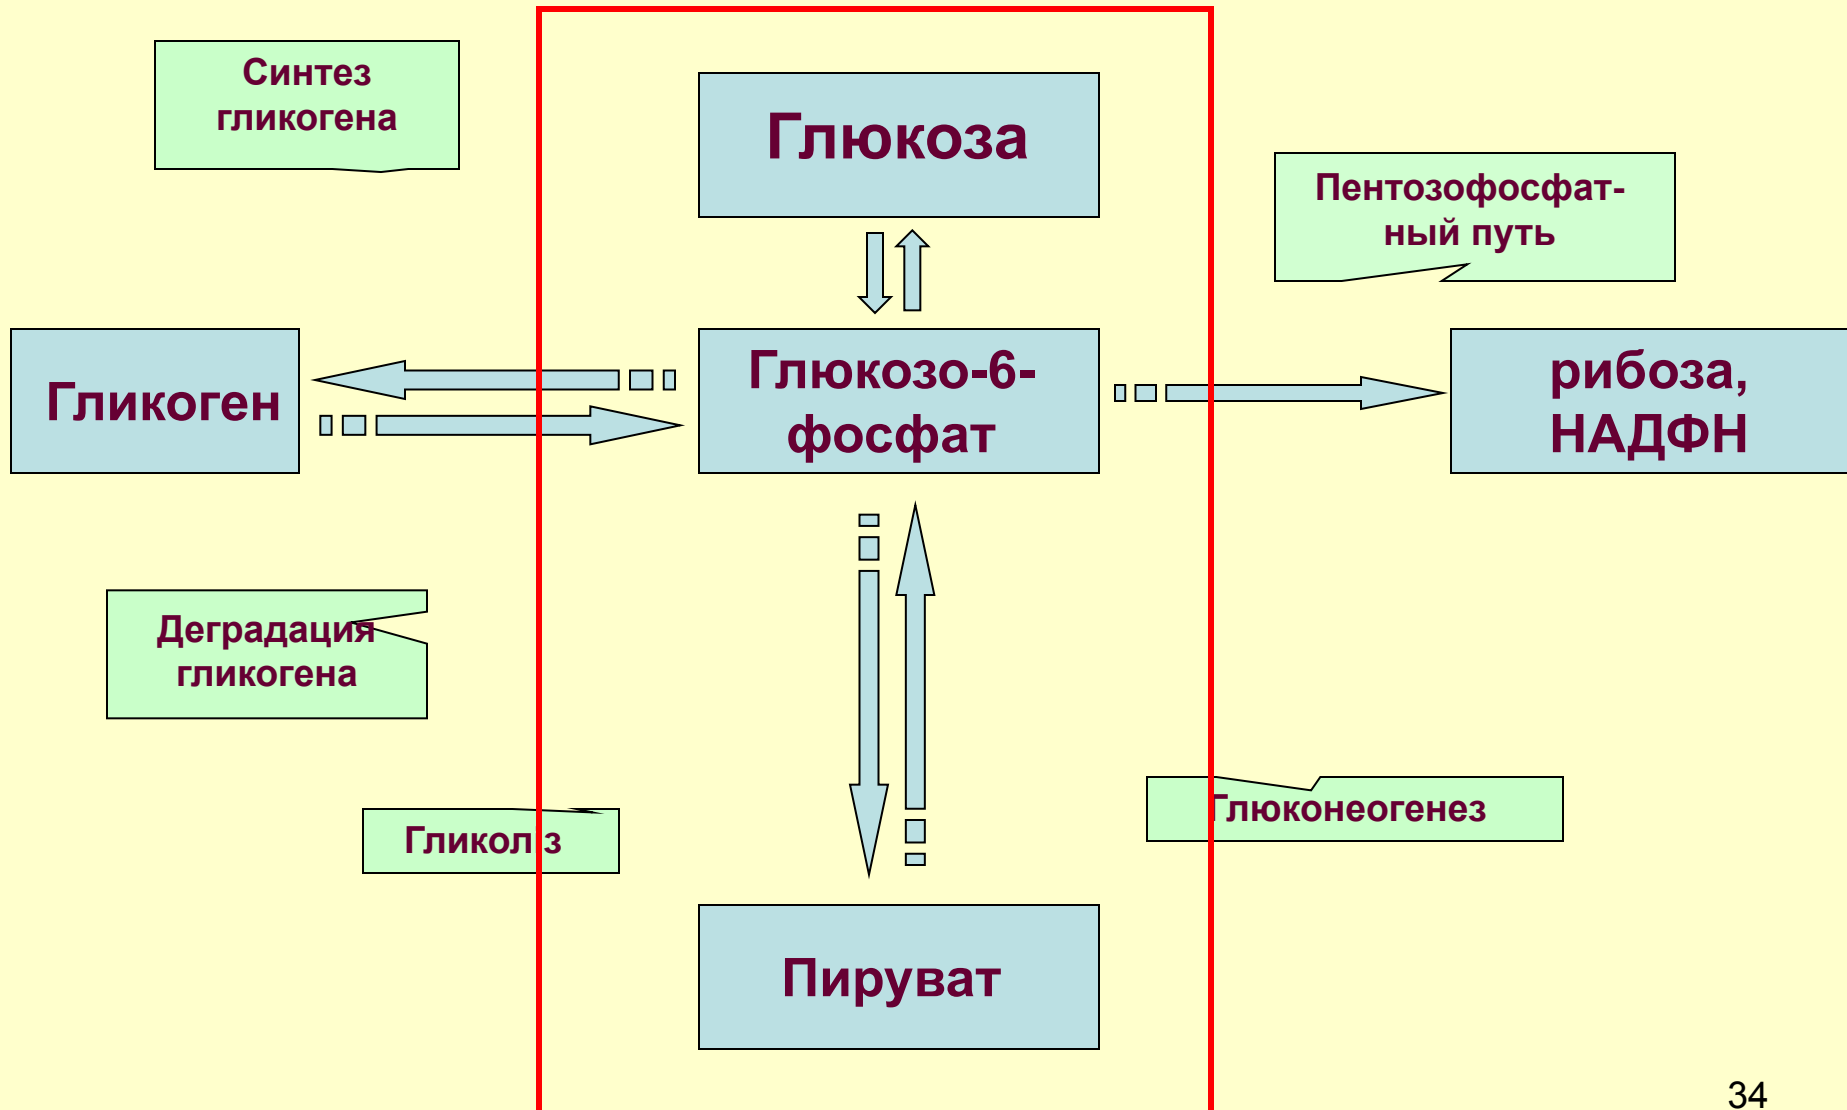 Синтез
гликогена
Глюкоза
Пентозофосфат-
ный путь
Гликоген
Глюкозо-6-
фосфат
рибоза,
НАДФН
Деградация
гликогена
Гликолиз
Глюконеогенез
Пируват
34